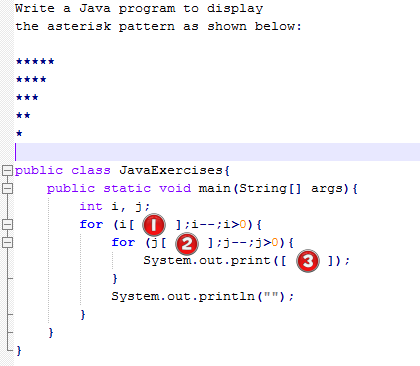 Write a Java program to display
the asterisk pattern as shown below:
*****
****
***
**
*
public class JavaExercises{
public static void main(String[] args){
int i, j;
for (i[ 1 ];i--;i>0){
for (j[ 2 ];j--;j>0){
System.out.print([ 3 ]);
}
System.out.println("");
}
}
}